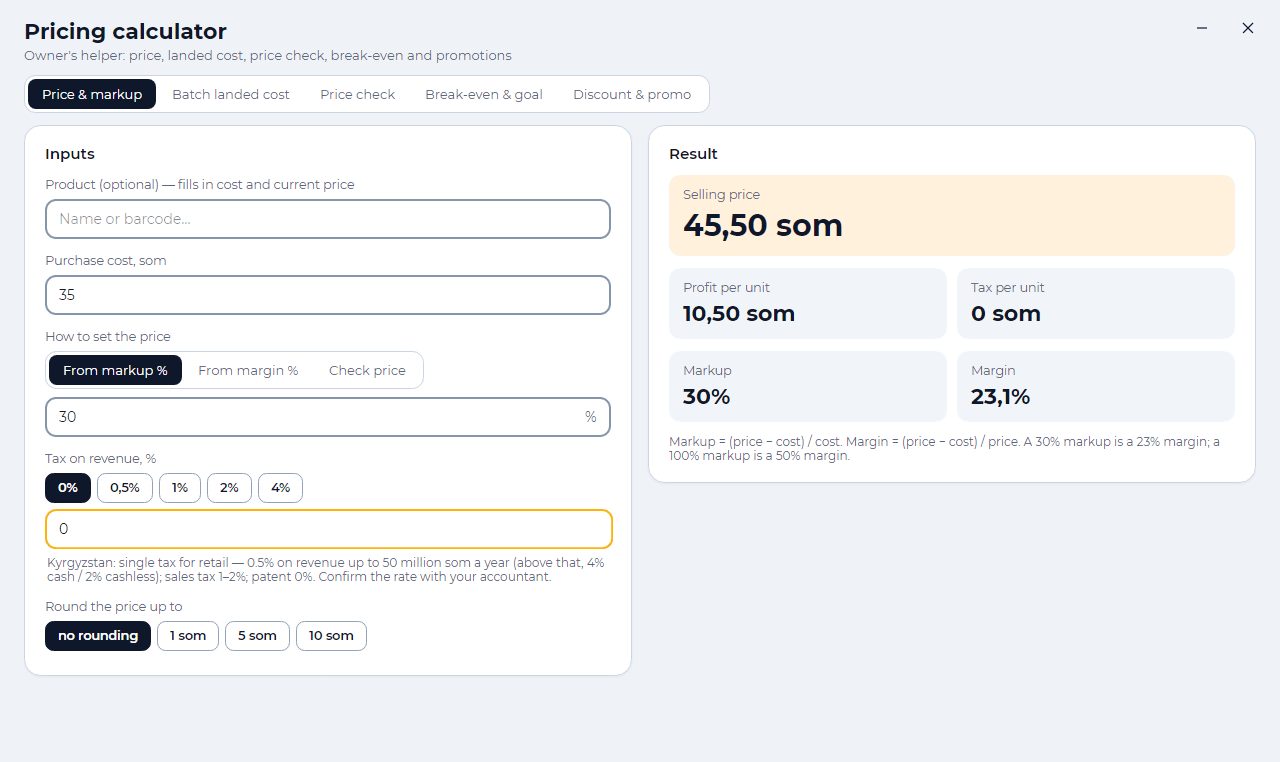 Pricing calculator
Owner's helper: price, landed cost, price check, break-even and promotions
Price & markup
Batch landed cost
Price check
Break-even & goal
Discount & promo
Inputs
Product (optional) — fills in cost and current price
Name or barcode...
Purchase cost, som
35
How to set the price
From markup %
From margin %
Check price
30 %
Tax on revenue, %
0%
0,5%
1%
2%
4%
0
Kyrgyzstan: single tax for retail — 0.5% on revenue up to 50 million som a year (above that, 4%
cash / 2% cashless); sales tax 1–2%; patent 0%. Confirm the rate with your accountant.
Round the price up to
no rounding
1 som
5 som
10 som
Result
Selling price
45,50 som
Profit per unit
10,50 som
Tax per unit
0 som
Markup
30%
Margin
23,1%
Markup = (price − cost) / cost. Margin = (price − cost) / price. A 30% markup is a 23% margin; a
100% markup is a 50% margin.